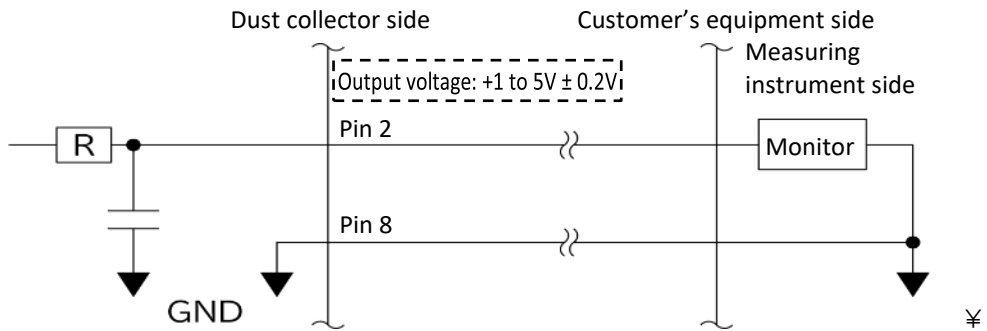 Dust collector side
Customer's equipment side
Measuring
instrument side
Output voltage: +1 to 5V ± 0.2V
Pin 2
R
Monitor
Pin 8
GND
¥